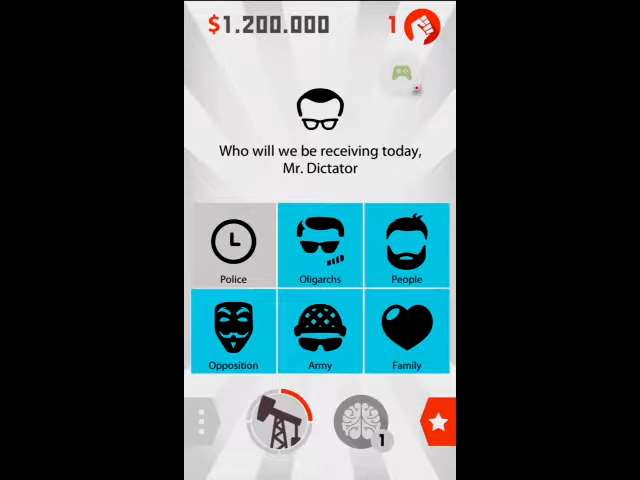 $1.200.000
1
Who will we be receiving today,
Mr. Dictator
Police
Oligarchs
People
Opposition
Army
Family
1